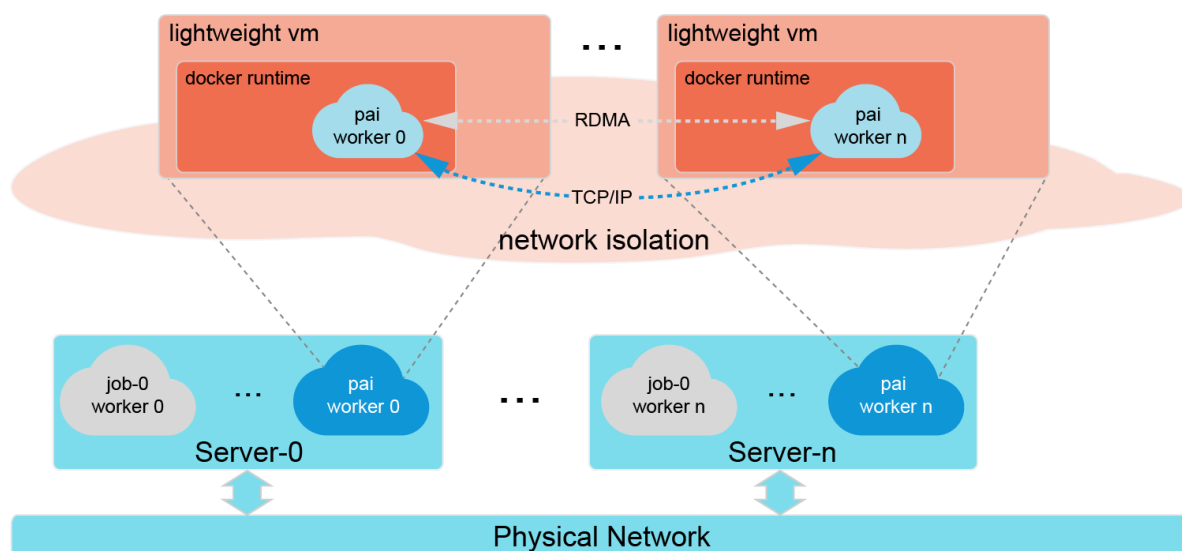 lightweight vm
...
lightweight vm
docker runtime
docker runtime
pai
worker 0
RDMA
pai
worker n
TCP/IP
network isolation
job-0
worker 0
...
pai
worker 0
...
job-0
worker n
...
pai
worker n
Server-0
Server-n
Physical Network